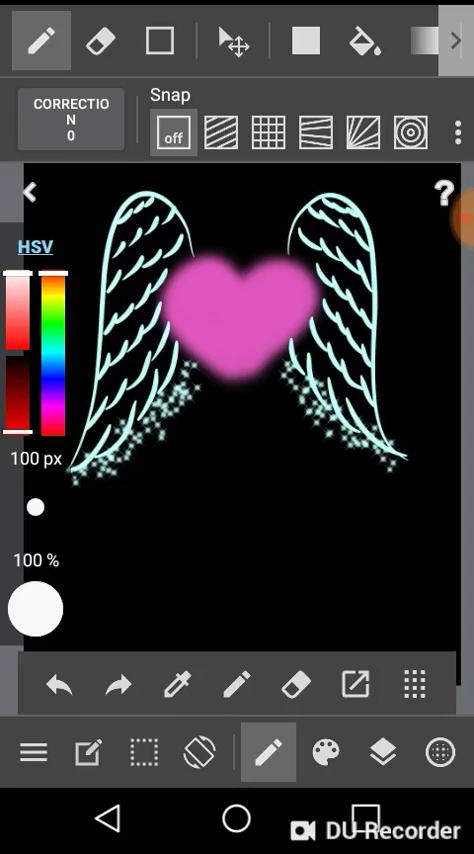 CORRECTIO
N
0
Snap
off
?
HSV
100 px
100 %
DU Recorder